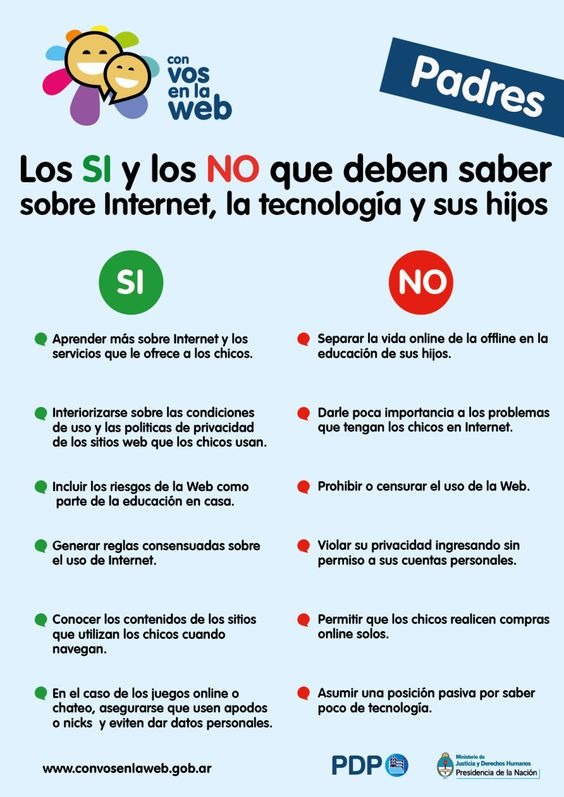 con
vos
en la
web
Padres
Los SI y los NO que deben saber
sobre Internet, la tecnología y sus hijos
SI
Aprender más sobre Internet y los
servicios que le ofrece a los chicos.
Interiorizarse sobre las condiciones
de uso y las politicas de privacidad
de los sitios web que los chicos usan.
Incluir los riesgos de la Web como
parte de la educación en casa.
Generar reglas consensuadas sobre
el uso de Internet.
Conocer los contenidos de los sitios
que utilizan los chicos cuando
navegan.
En el caso de los juegos online o
chateo, asegurarse que usen apodos
o nicks y eviten dar datos personales.
NO
Separar la vida online de la offline en la
educación de sus hijos.
Darle poca importancia a los problemas
que tengan los chicos en Internet.
Prohibir o censurar el uso de la Web.
Violar su privacidad ingresando sin
permiso a sus cuentas personales.
Permitir que los chicos realicen compras
online solos.
Asumir una posición pasiva por saber
poco de tecnología.
www.convosenlaweb.gob.ar
PDP
Ministerio de
Justicia y Derechos Humanos
Presidencia de la Nación